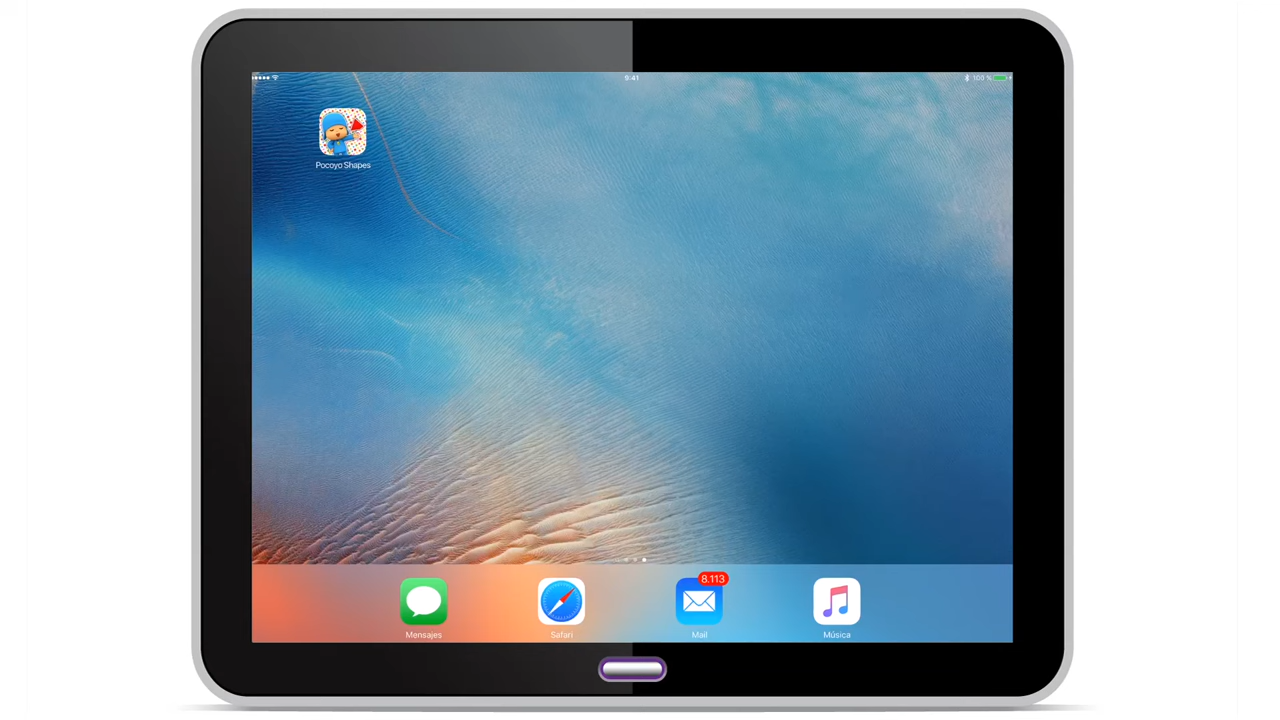 9:41
100 %
Pocoyo Shapes
8.113
Mensajes
Safari
Mail
Música